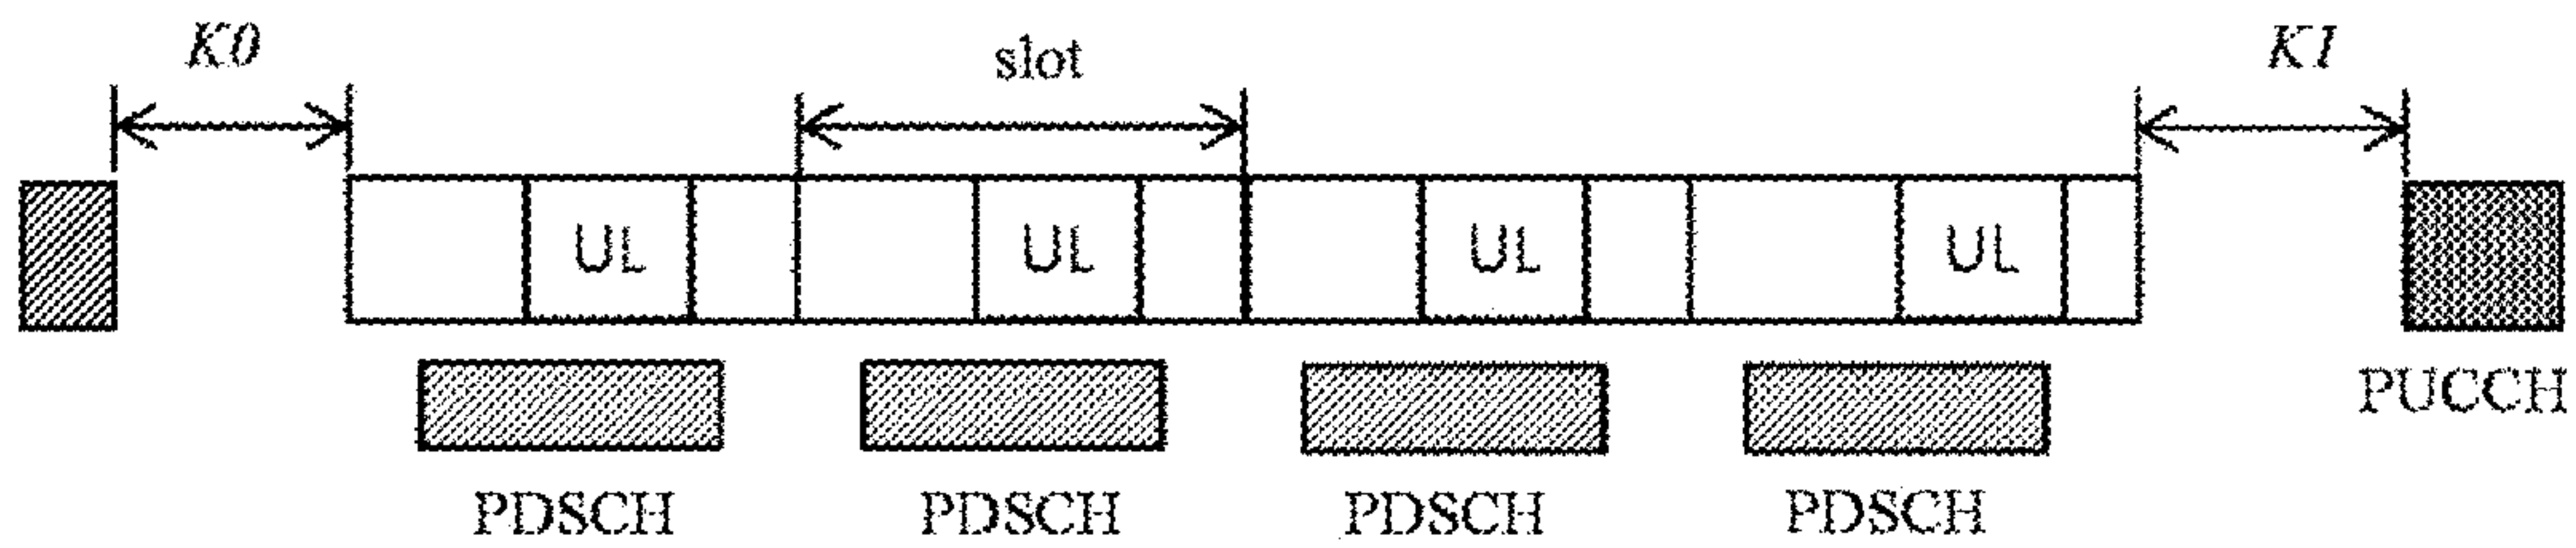 K0 slot K1
UL UL UL UL
PUCCH
PDSCH PDSCH PDSCH PDSCH